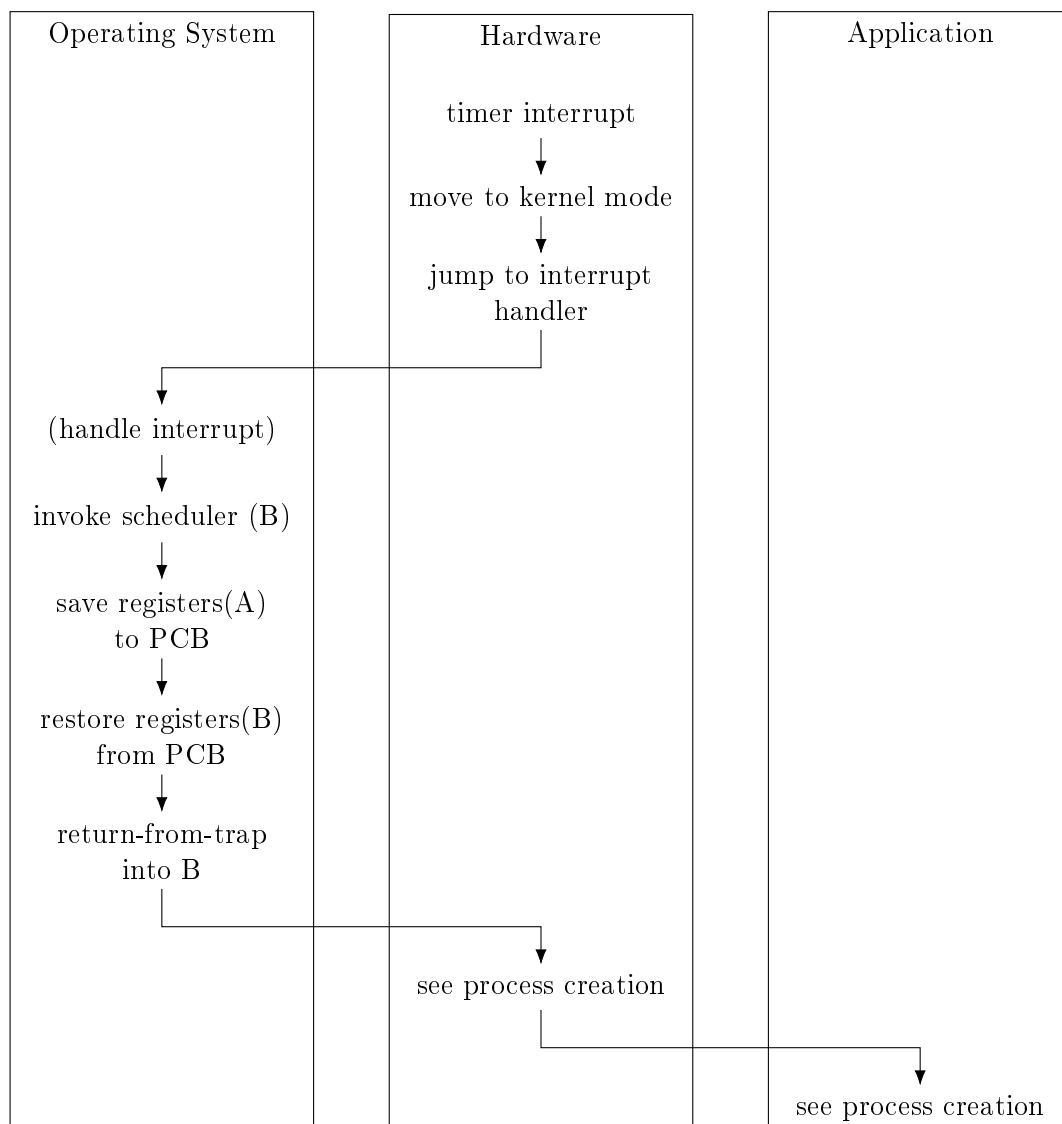 Operating System
Hardware
Application
timer interrupt
move to kernel mode
jump to interrupt
handler
(handle interrupt)
invoke scheduler (B)
save registers(A)
to PCB
restore registers(B)
from PCB
return-from-trap
into B
see process creation
see process creation